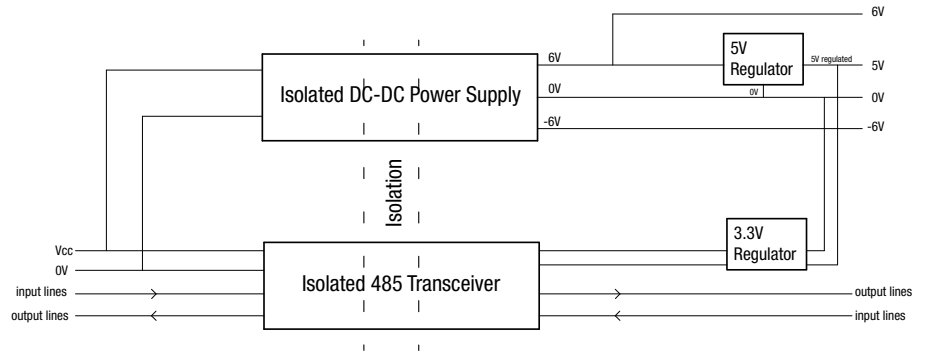 6V
6V
5V
Regulator
5V regulated
5V
Isolated DC-DC Power Supply
0V
0V
0V
-6V
-6V
Isolation
3.3V
Regulator
Vcc
0V
Isolated 485 Transceiver
input lines
output lines
output lines
input lines